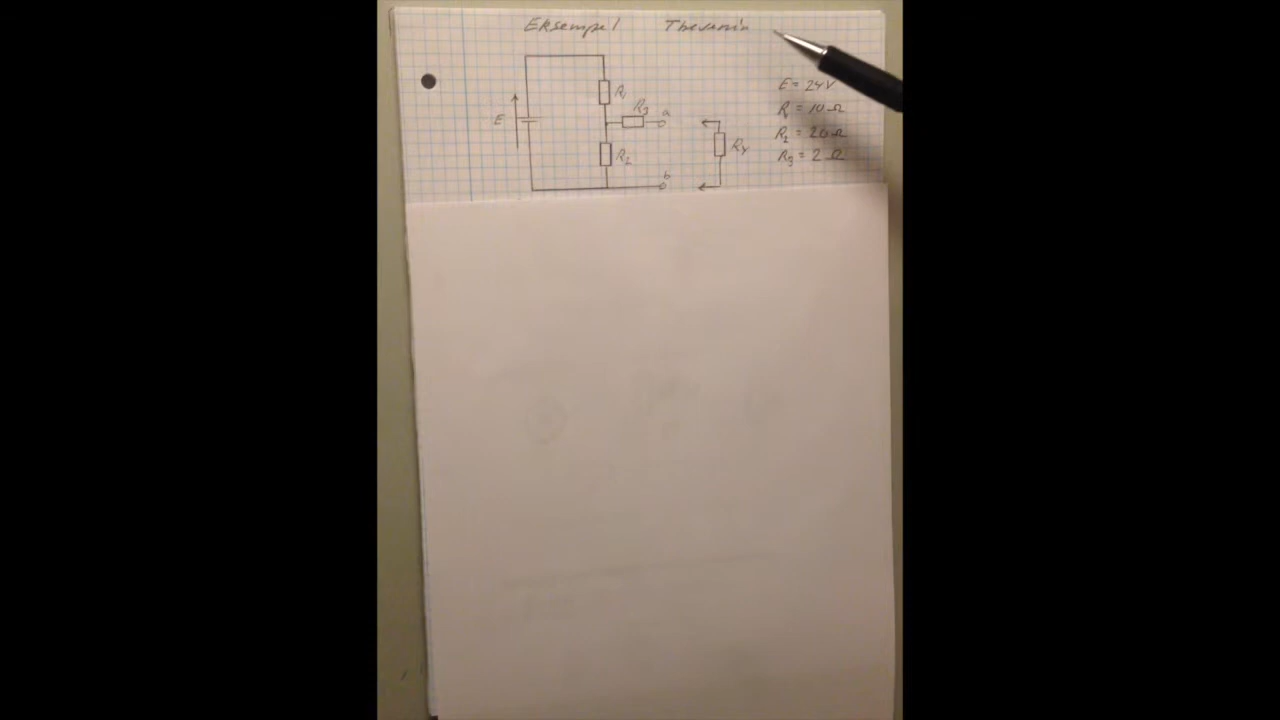 Eksempel Thevenin
E = 24V
R₁ = 10 Ω
R₂ = 20 Ω
R₃ = 2 Ω
R₁
R₃
a
E
R₂
Ry
b